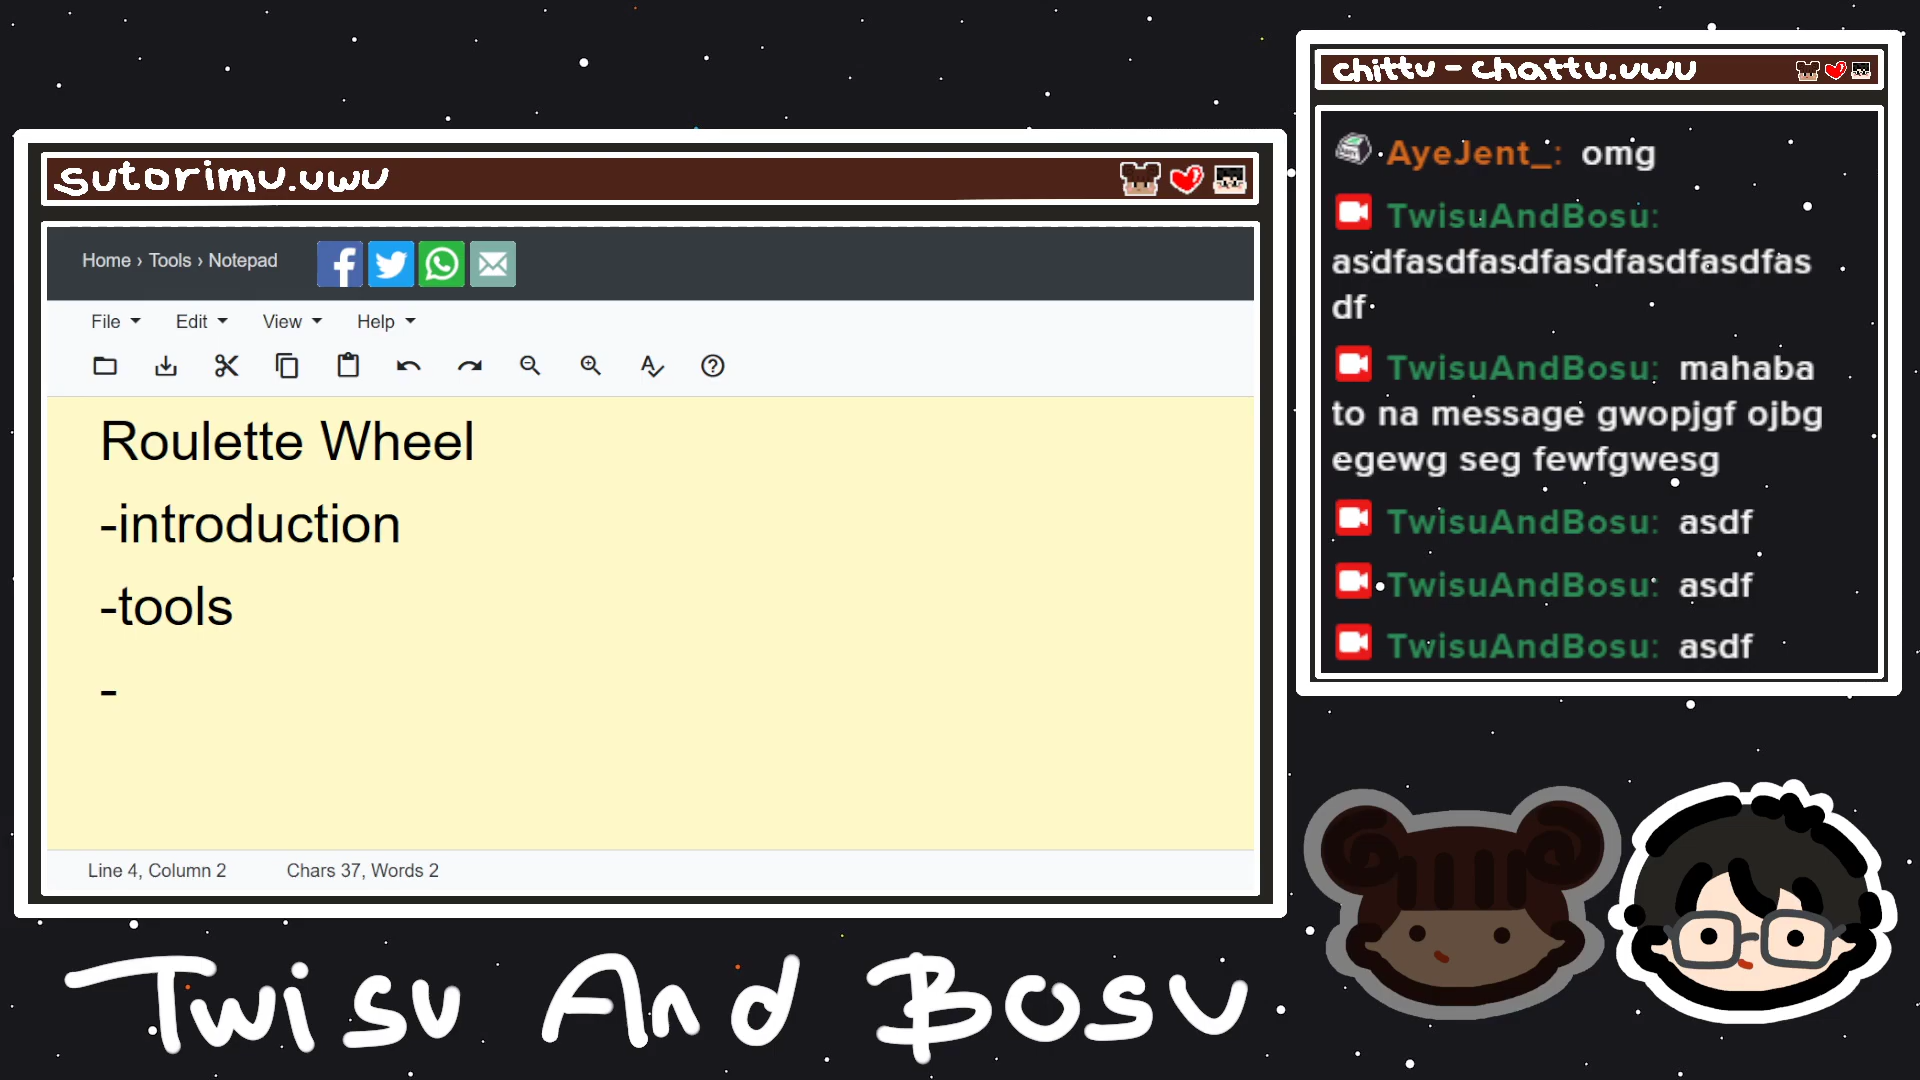 sutorimu.uwu
Home › Tools › Notepad
File Edit View Help
Roulette Wheel
-introduction
-tools
-
Line 4, Column 2 Chars 37, Words 2
chittu - chattu.uwu
AyeJent_: omg
TwisuAndBosu:
asdfasdfasdfasdfasdfasdfas
df
TwisuAndBosu: mahaba
to na message gwopjgf ojbg
egewg seg fewfgwesg
TwisuAndBosu: asdf
TwisuAndBosu: asdf
TwisuAndBosu: asdf
Twisu And Bosu